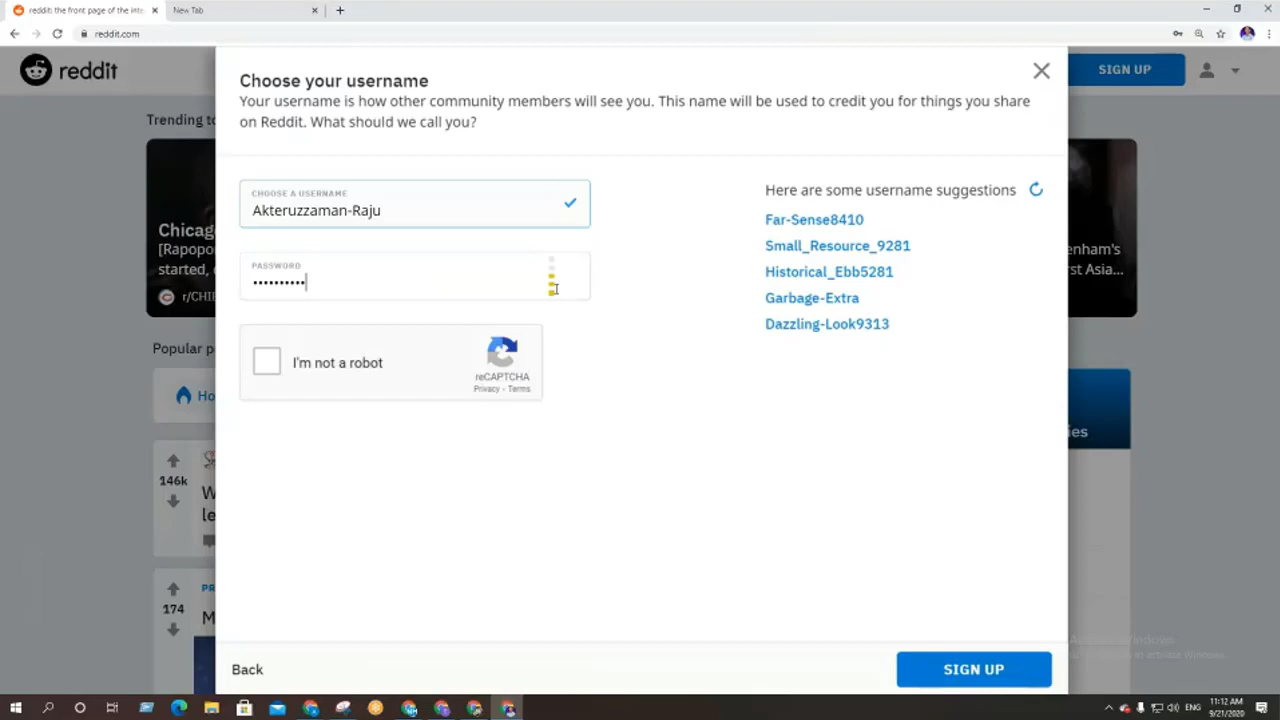 reddit: the front page of the inte
New Tab
reddit.com
reddit
SIGN UP
Choose your username
Your username is how other community members will see you. This name will be used to credit you for things you share
on Reddit. What should we call you?
Trending to
CHOOSE A USERNAME
Akteruzzaman-Raju
PASSWORD
I'm not a robot
reCAPTCHA
Privacy - Terms
Here are some username suggestions
Far-Sense8410
Small_Resource_9281
Historical_Ebb5281
Garbage-Extra
Dazzling-Look9313
Chicag
[Rapopo
started, 
r/CHI
enham's
rst Asia...
Popular p
Ho
ies
146k
W
le
PR
174
M
Back
SIGN UP
ENG
11:12 AM
9/21/2020